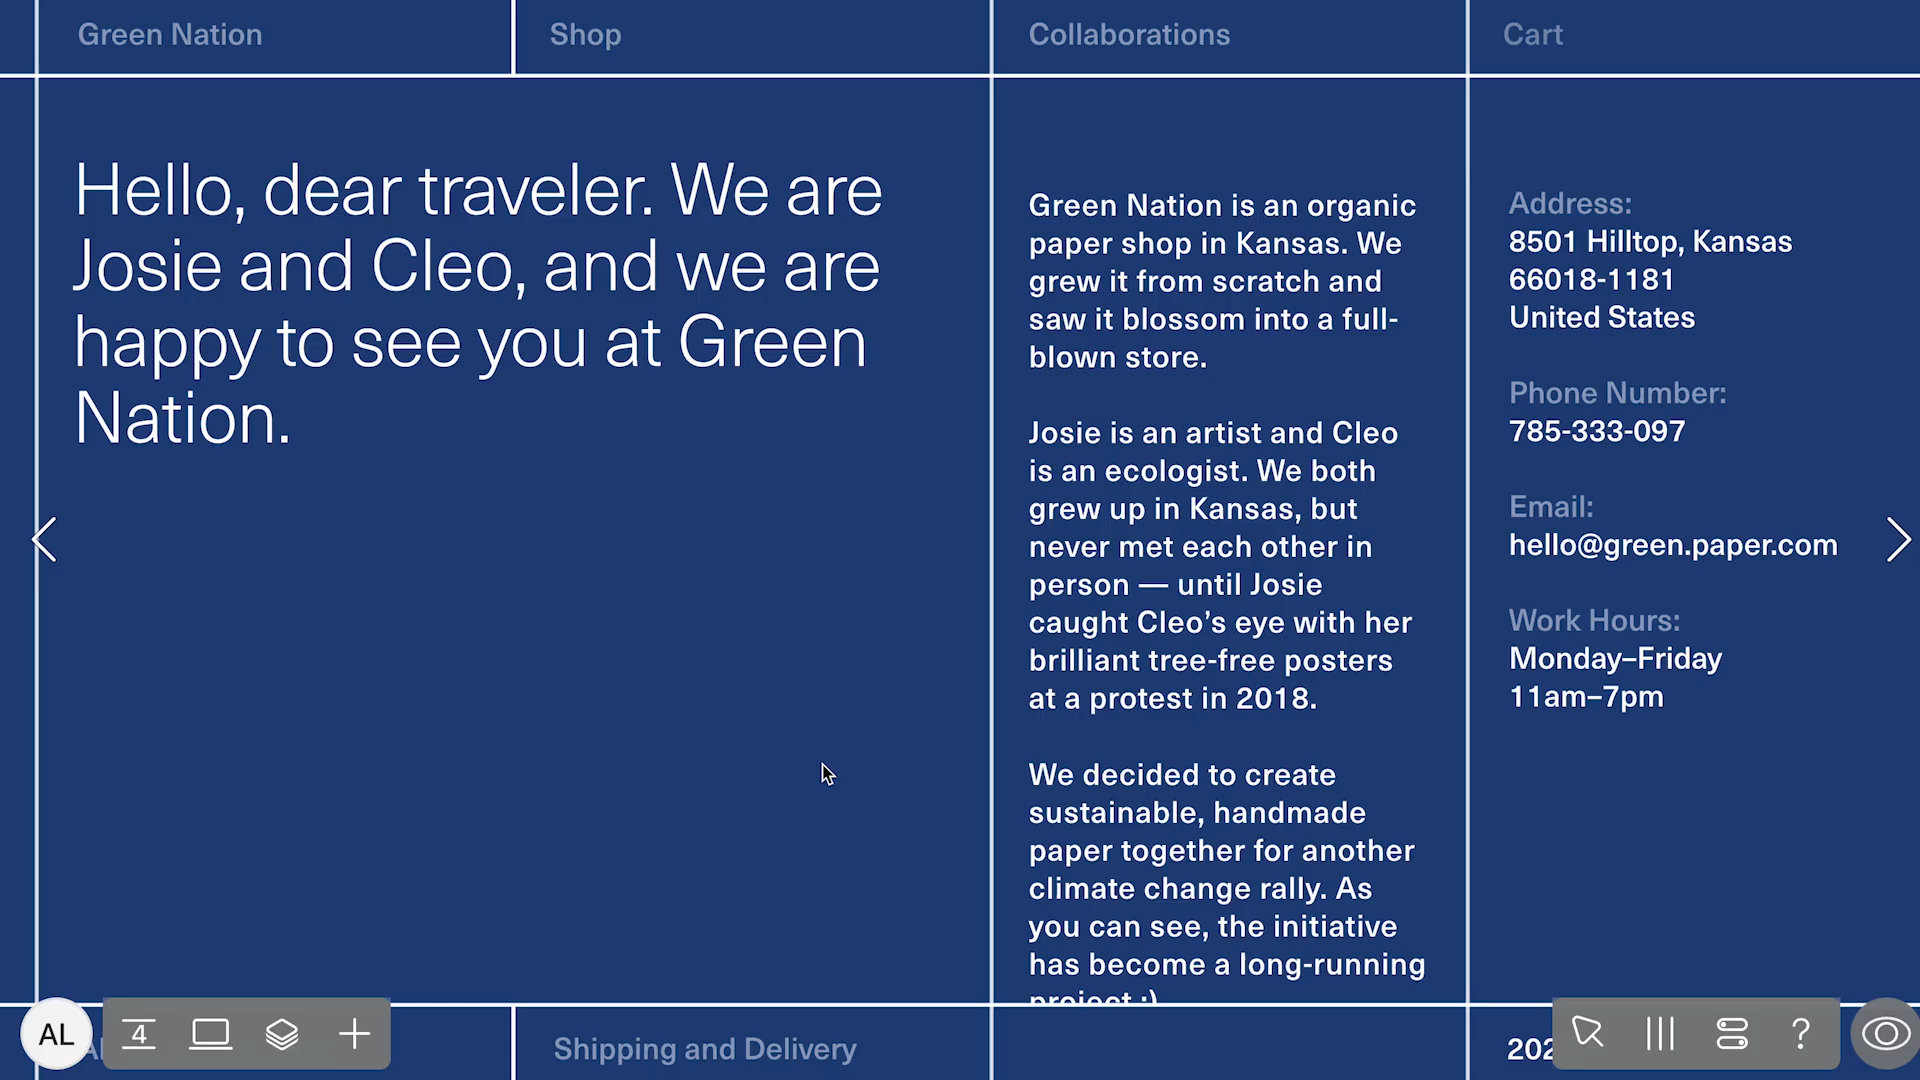 Green Nation
Shop
Collaborations
Cart
Hello, dear traveler. We are
Josie and Cleo, and we are
happy to see you at Green
Nation.
Green Nation is an organic
paper shop in Kansas. We
grew it from scratch and
saw it blossom into a full-
blown store.
Josie is an artist and Cleo
is an ecologist. We both
grew up in Kansas, but
never met each other in
person — until Josie
caught Cleo’s eye with her
brilliant tree-free posters
at a protest in 2018.
We decided to create
sustainable, handmade
paper together for another
climate change rally. As
you can see, the initiative
has become a long-running
project :)
Address:
8501 Hilltop, Kansas
66018-1181
United States
Phone Number:
785-333-097
Email:
hello@green.paper.com
Work Hours:
Monday–Friday
11am–7pm
AL
4
Shipping and Delivery
?